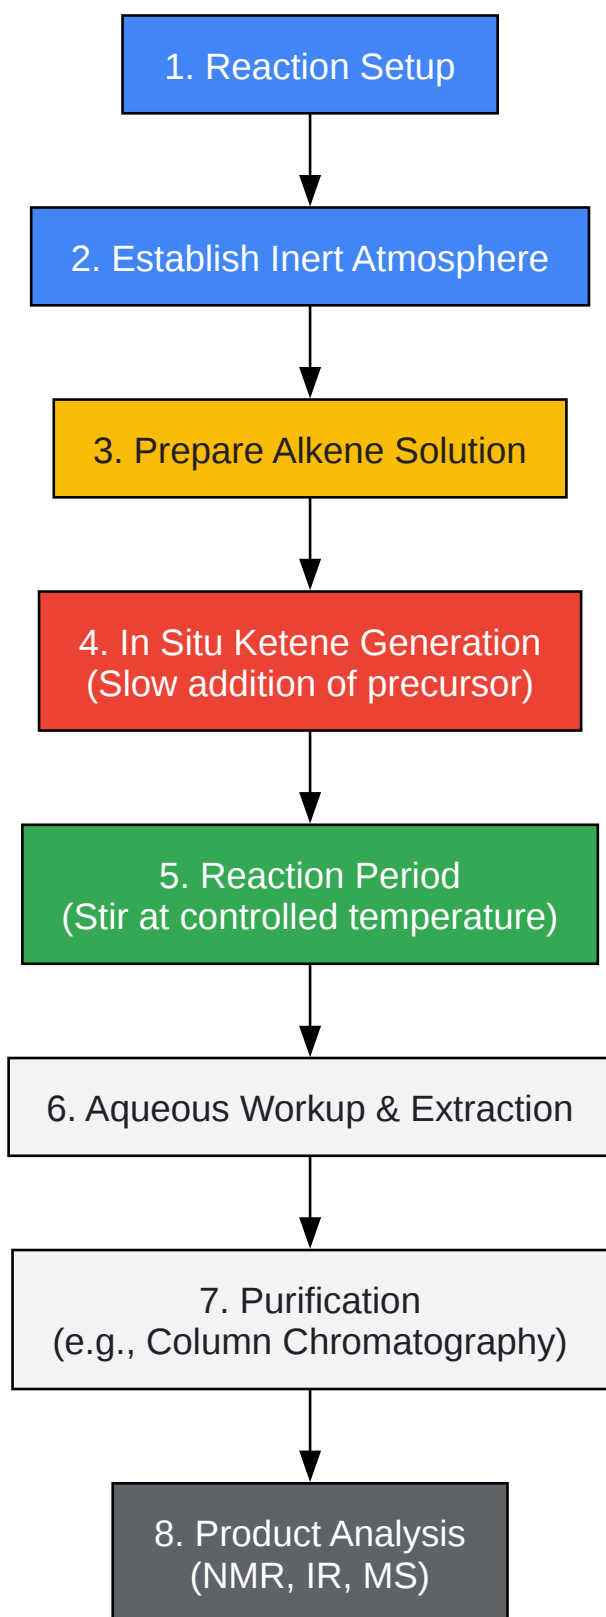 1. Reaction Setup
2. Establish Inert Atmosphere
3. Prepare Alkene Solution
4. In Situ Ketene Generation
(Slow addition of precursor)
5. Reaction Period
(Stir at controlled temperature)
6. Aqueous Workup & Extraction
7. Purification
(e.g., Column Chromatography)
8. Product Analysis
(NMR, IR, MS)